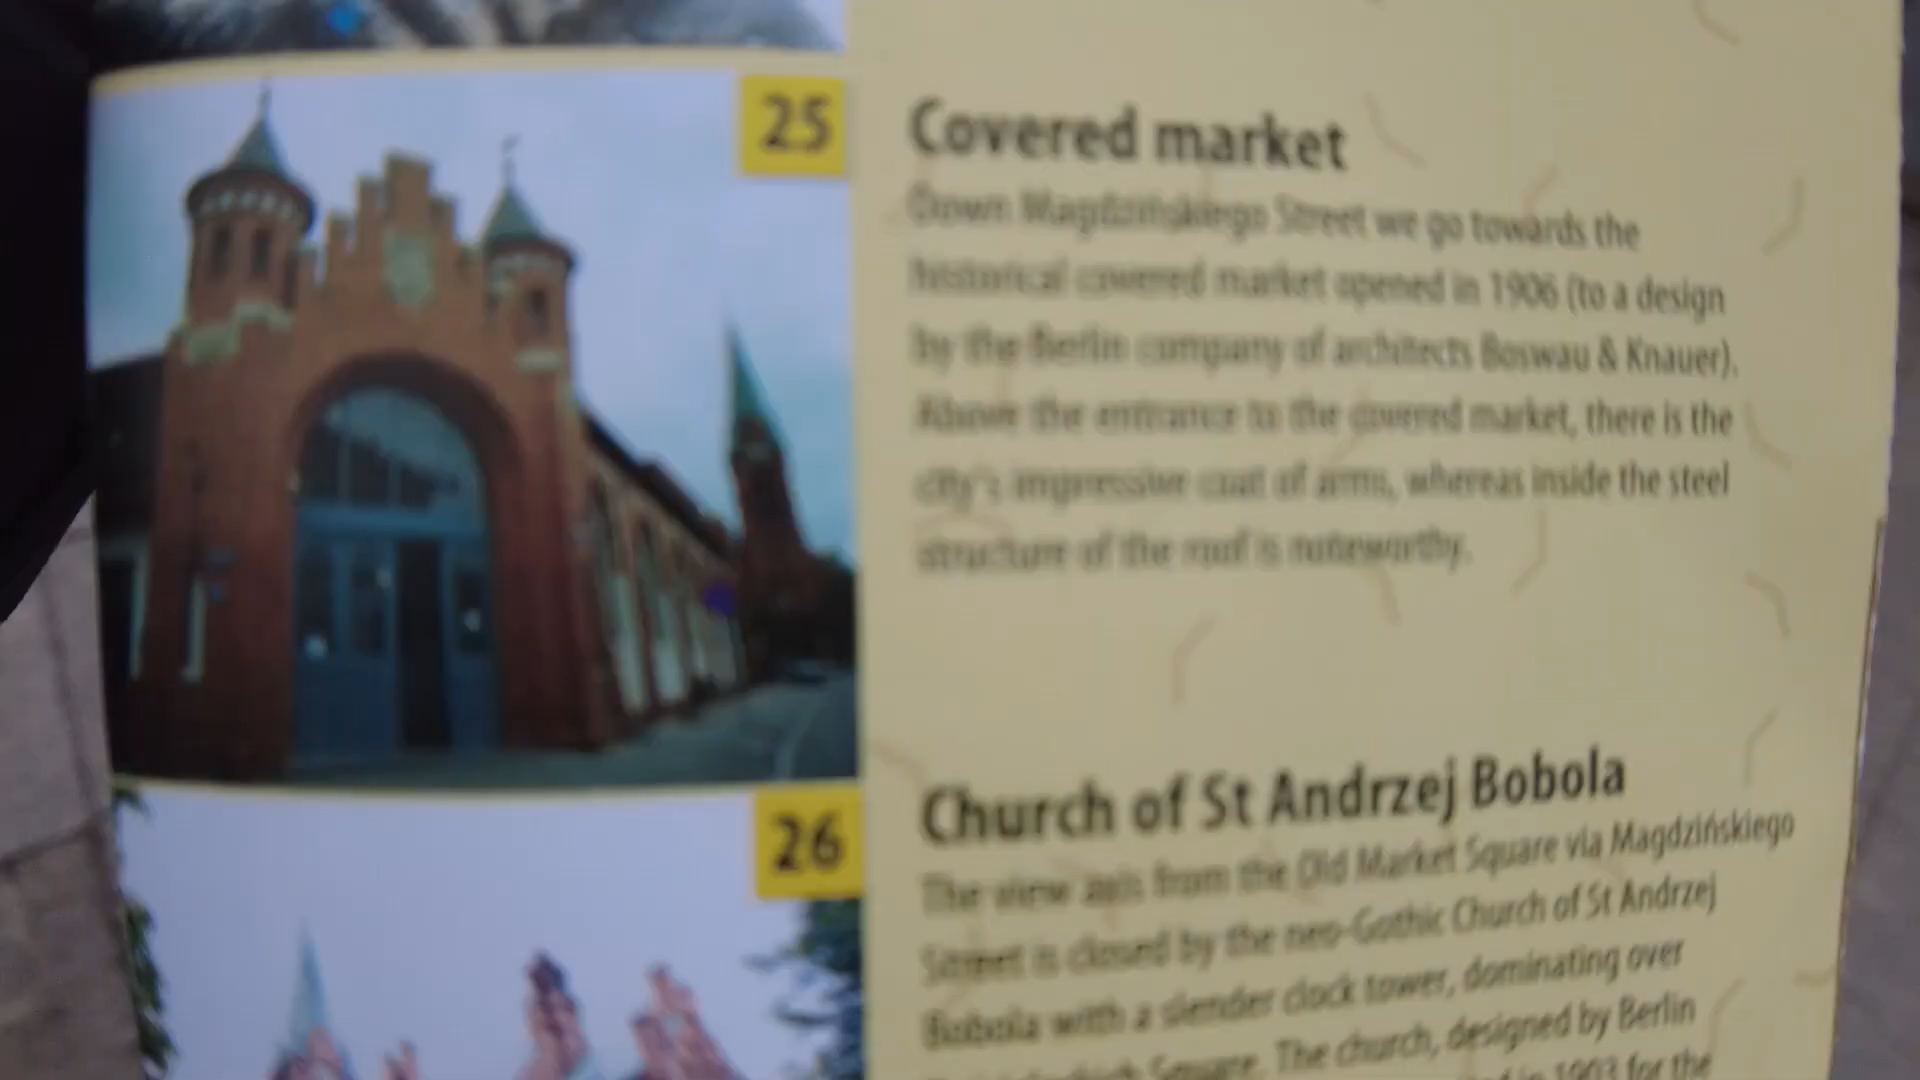 25
Covered market
Down Magdzińskiego Street we go towards the
historical covered market opened in 1906 (to a design
by the Berlin company of architects Boswau & Knauer).
Above the entrance to the covered market, there is the
city's impressive coat of arms, whereas inside the steel
structure of the roof is noteworthy.
26
Church of St Andrzej Bobola
The view axis from the Old Market Square via Magdzińskiego
Street is closed by the neo-Gothic Church of St Andrzej
Bobola with a slender clock tower, dominating over
Square. The church, designed by Berlin
in 1903 for the